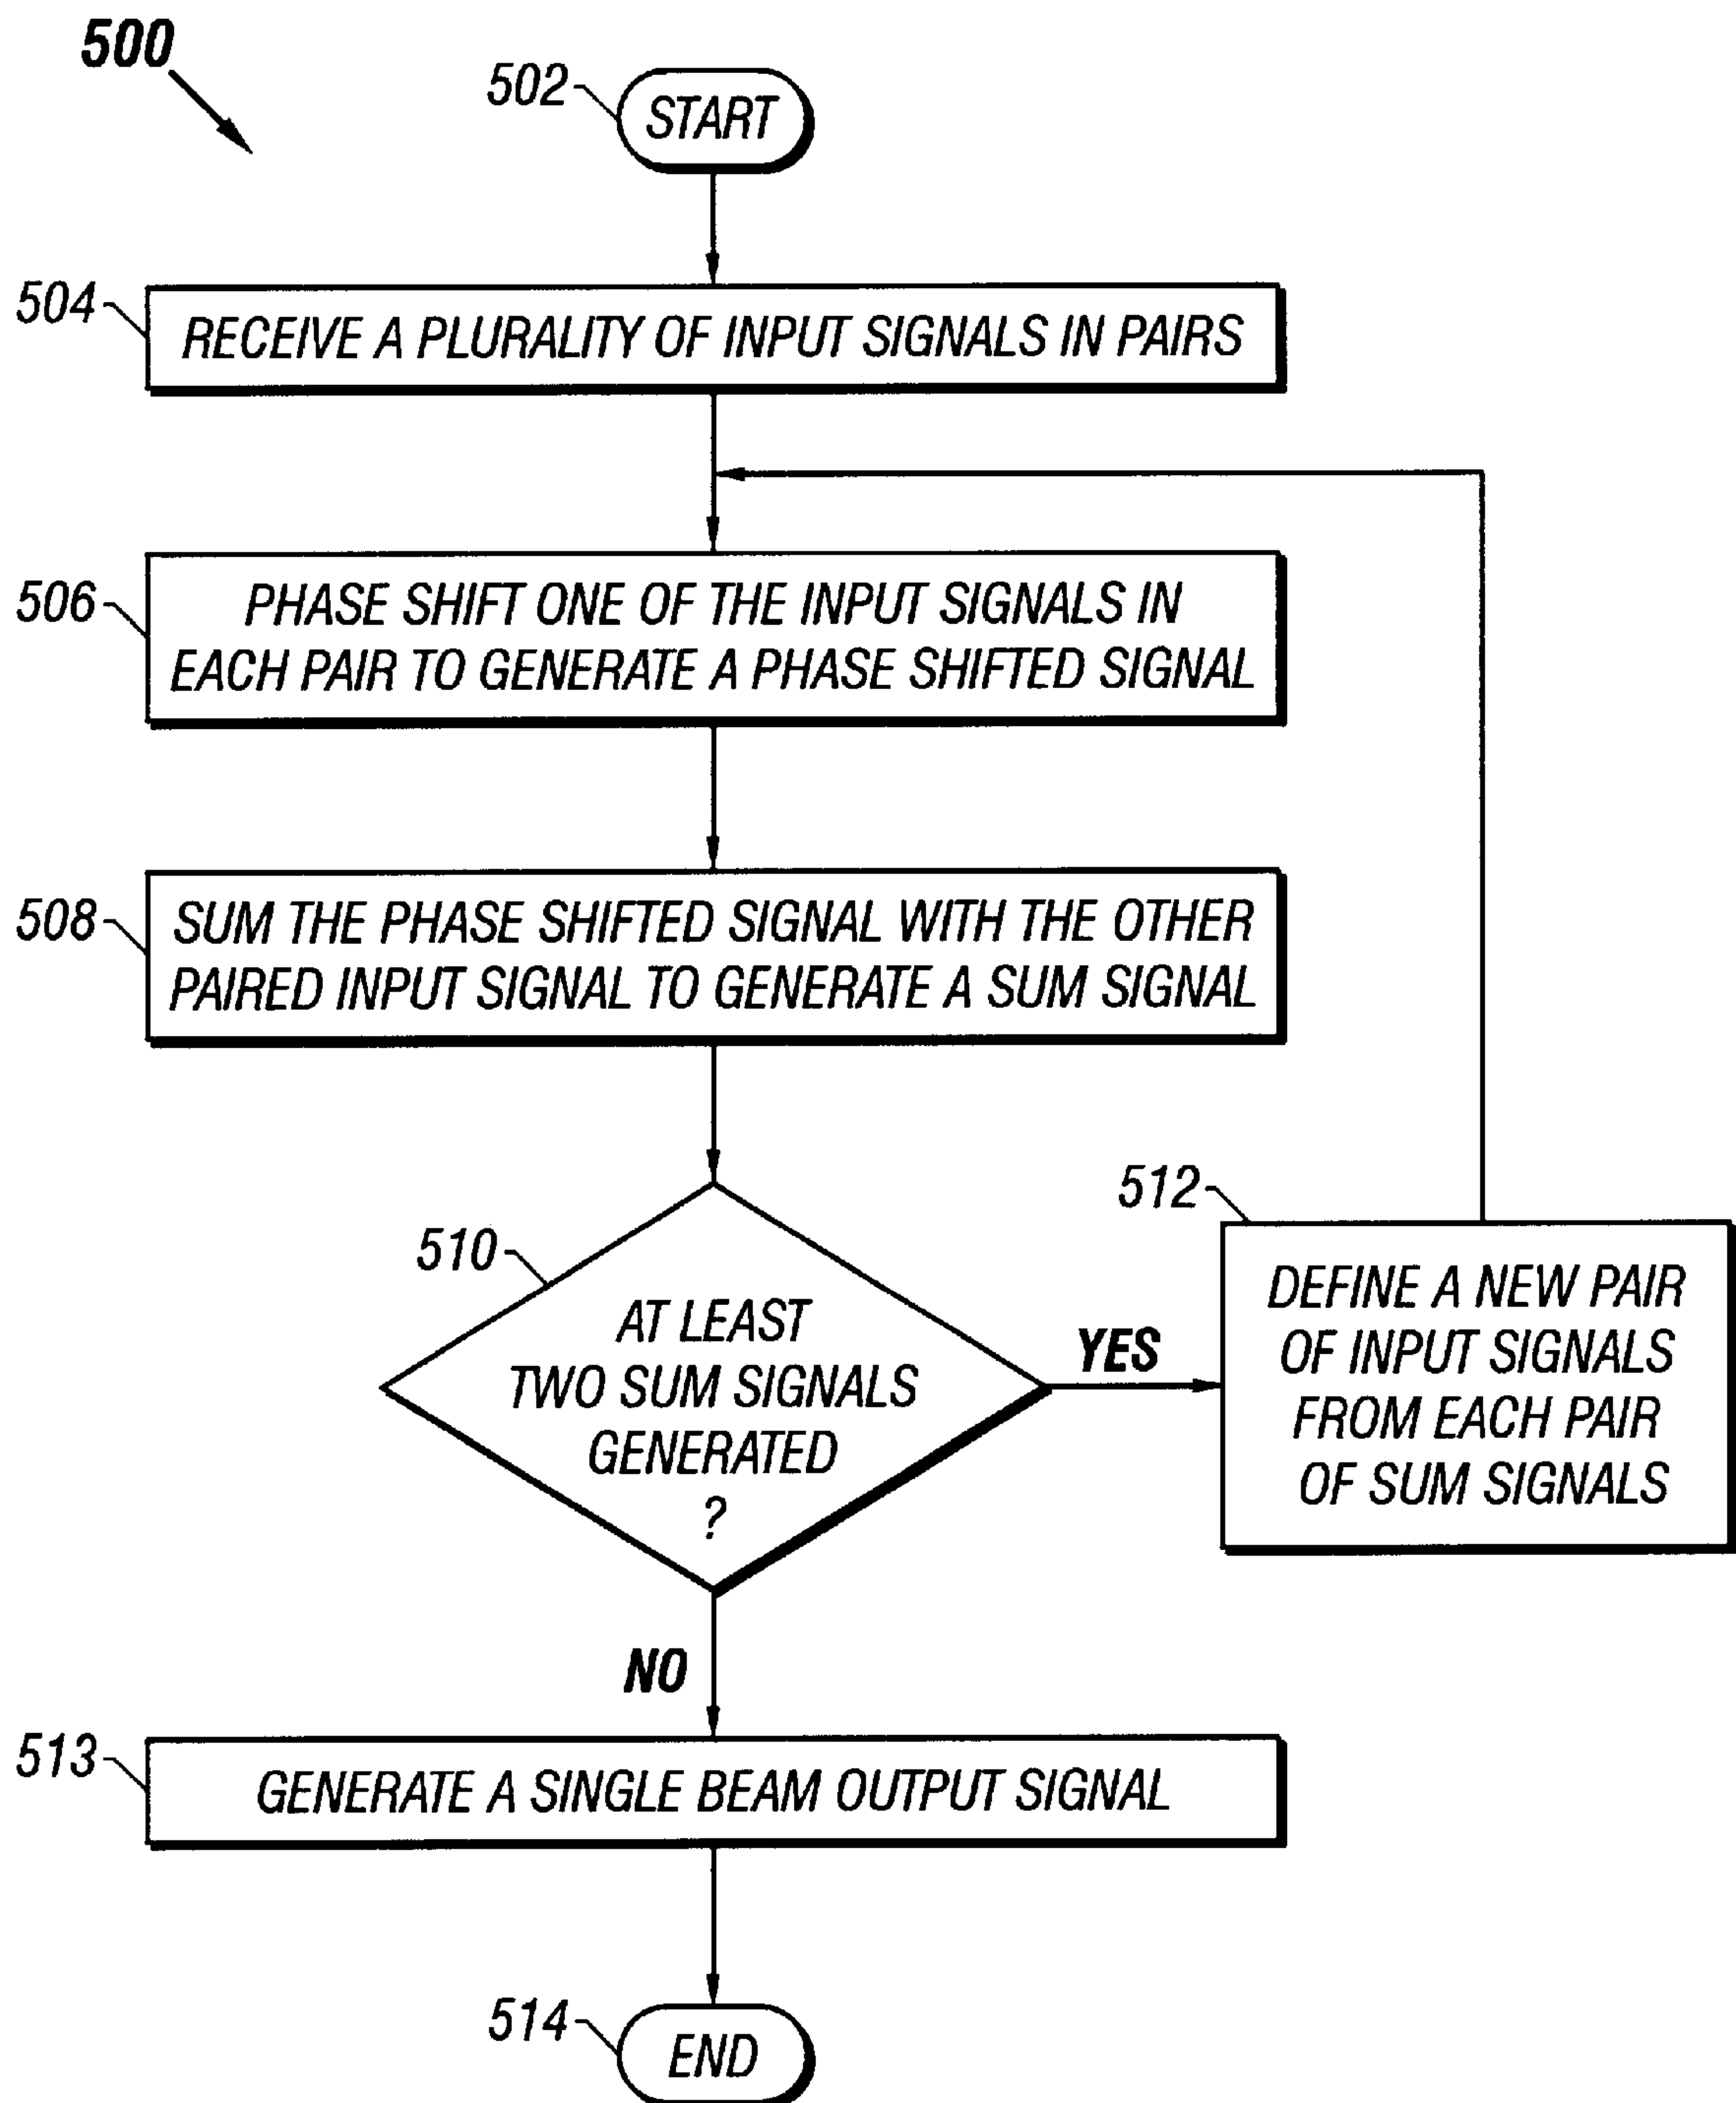 500
502
START
504
RECEIVE A PLURALITY OF INPUT SIGNALS IN PAIRS
506
PHASE SHIFT ONE OF THE INPUT SIGNALS IN
EACH PAIR TO GENERATE A PHASE SHIFTED SIGNAL
508
SUM THE PHASE SHIFTED SIGNAL WITH THE OTHER
PAIRED INPUT SIGNAL TO GENERATE A SUM SIGNAL
510
AT LEAST
TWO SUM SIGNALS
GENERATED
?
YES
512
DEFINE A NEW PAIR
OF INPUT SIGNALS
FROM EACH PAIR
OF SUM SIGNALS
NO
513
GENERATE A SINGLE BEAM OUTPUT SIGNAL
514
END